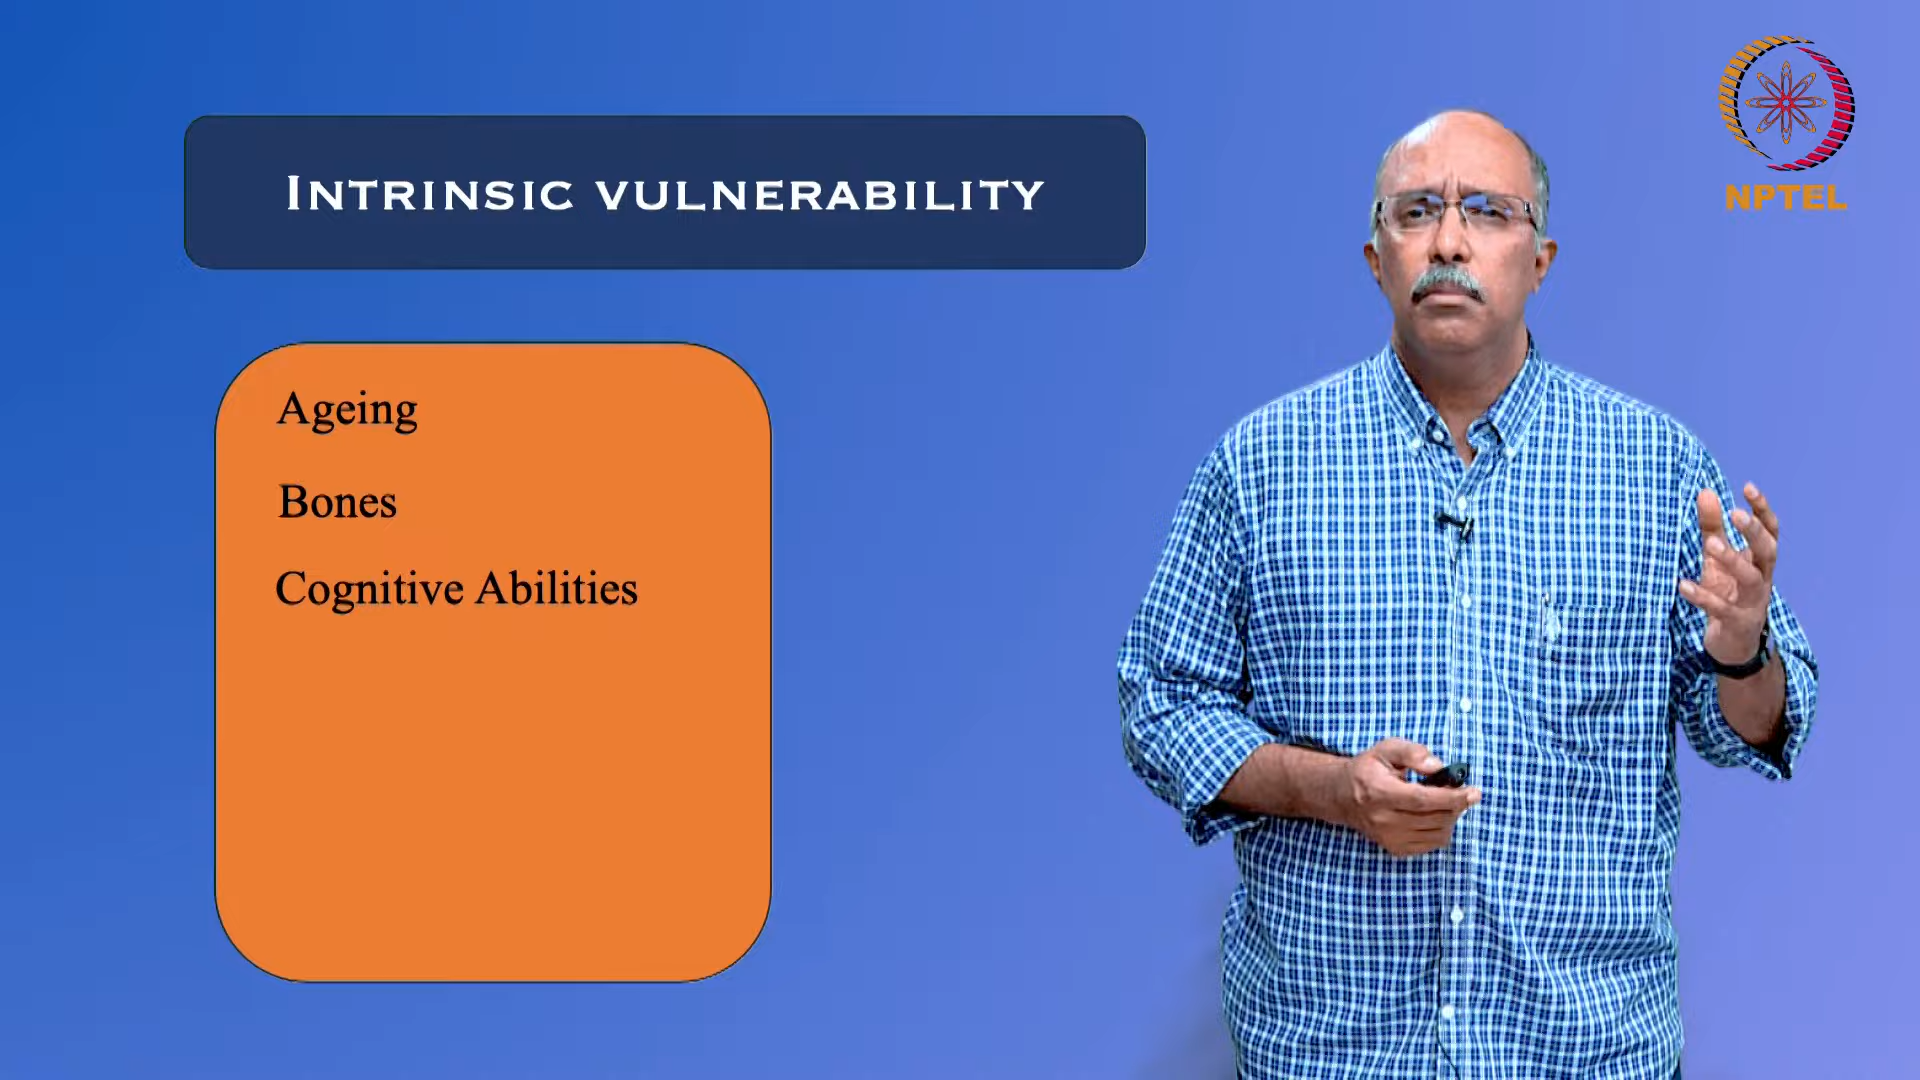 INTRINSIC VULNERABILITY
NPTEL
Ageing
Bones
Cognitive Abilities